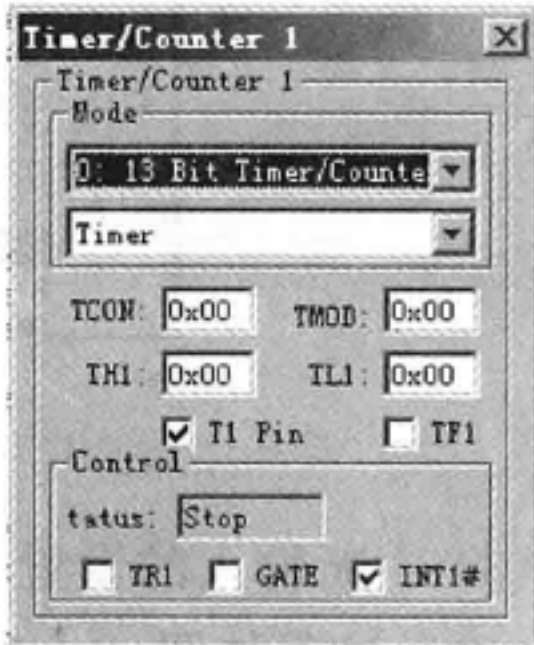 Timer/Counter 1
Timer/Counter 1
Mode
0: 13 Bit Timer/Counte
Timer
TCON: 0x00 TMOD: 0x00
TH1: 0x00 TL1: 0x00
T1 Pin TF1
Control
tatus: Stop
TR1 GATE INT1#